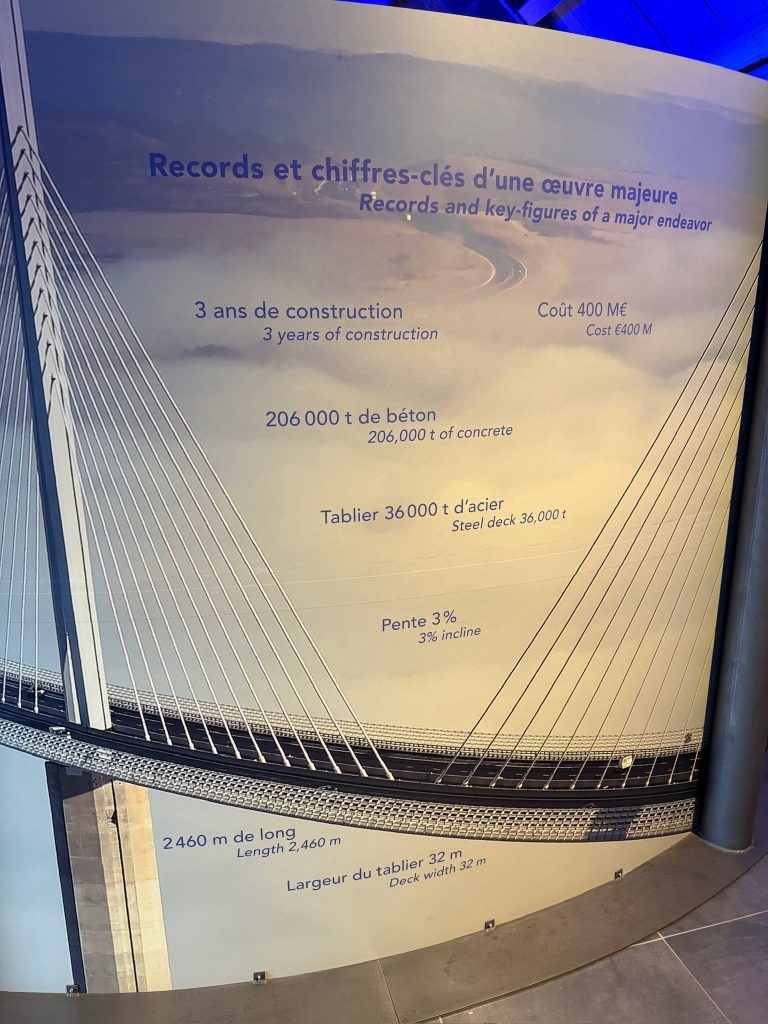 Records et chiffres-clés d'une œuvre majeure
Records and key-figures of a major endeavor
3 ans de construction
3 years of construction
Coût 400 M€
Cost €400 M
206 000 t de béton
206,000 t of concrete
Tablier 36 000 t d'acier
Steel deck 36,000 t
Pente 3%
3% incline
2 460 m de long
Length 2,460 m
Largeur du tablier 32 m
Deck width 32 m